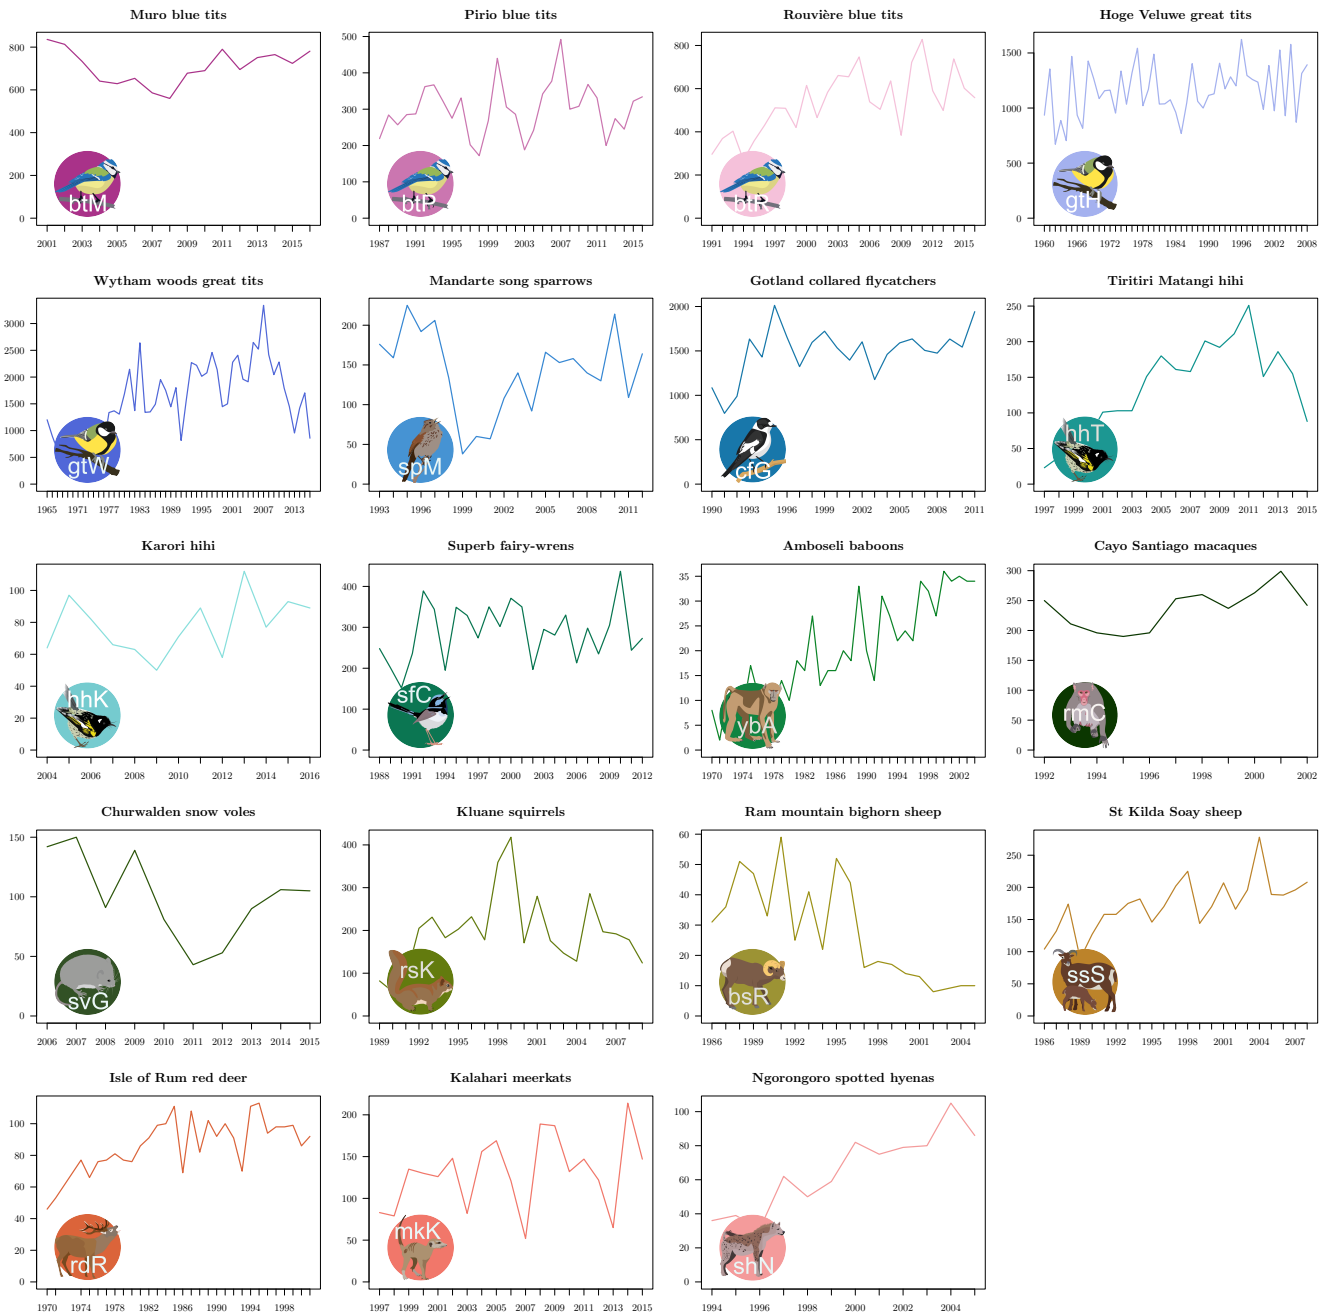 Muro blue tits
Pirio blue tits
Rouvière blue tits
Hoge Veluwe great tits
800
600
400
200
0
btM
2001 2003 2005 2007 2009 2011 2013 2015
500
400
300
200
100
0
btP
1987 1991 1995 1999 2003 2007 2011 2015
800
600
400
200
0
btR
1991 1994 1997 2000 2003 2006 2009 2012 2015
1500
1000
500
0
gtH
1960 1966 1972 1978 1984 1990 1996 2002 2008
Wytham woods great tits
Mandarte song sparrows
Gotland collared flycatchers
Tiritiri Matangi hihi
3000
2500
2000
1500
1000
500
0
gtW
1965 1971 1977 1983 1989 1995 2001 2007 2013
200
150
100
50
0
spM
1993 1996 1999 2002 2005 2008 2011
2000
1500
1000
500
0
cfG
1990 1993 1996 1999 2002 2005 2008 2011
250
200
150
100
50
0
hhT
1997 1999 2001 2003 2005 2007 2009 2011 2013 2015
Karori hihi
Superb fairy-wrens
Amboseli baboons
Cayo Santiago macaques
100
80
60
40
20
0
hhK
2004 2006 2008 2010 2012 2014 2016
400
300
200
100
0
sfC
1988 1991 1994 1997 2000 2003 2006 2009 2012
35
30
25
20
15
10
5
0
ybA
1970 1974 1978 1982 1986 1990 1994 1998 2002
300
250
200
150
100
50
0
rmC
1992 1994 1996 1998 2000 2002
Churwalden snow voles
Kluane squirrels
Ram mountain bighorn sheep
St Kilda Soay sheep
150
100
50
0
svG
2006 2007 2008 2009 2010 2011 2012 2013 2014 2015
400
300
200
100
0
rsK
1989 1992 1995 1998 2001 2004 2007
60
50
40
30
20
10
0
bsR
1986 1989 1992 1995 1998 2001 2004
250
200
150
100
50
0
ssS
1986 1989 1992 1995 1998 2001 2004 2007
Isle of Rum red deer
Kalahari meerkats
Ngorongoro spotted hyenas
100
80
60
40
20
0
rdR
1970 1974 1978 1982 1986 1990 1994 1998
200
150
100
50
0
mkK
1997 1999 2001 2003 2005 2007 2009 2011 2013 2015
100
80
60
40
20
0
shN
1994 1996 1998 2000 2002 2004